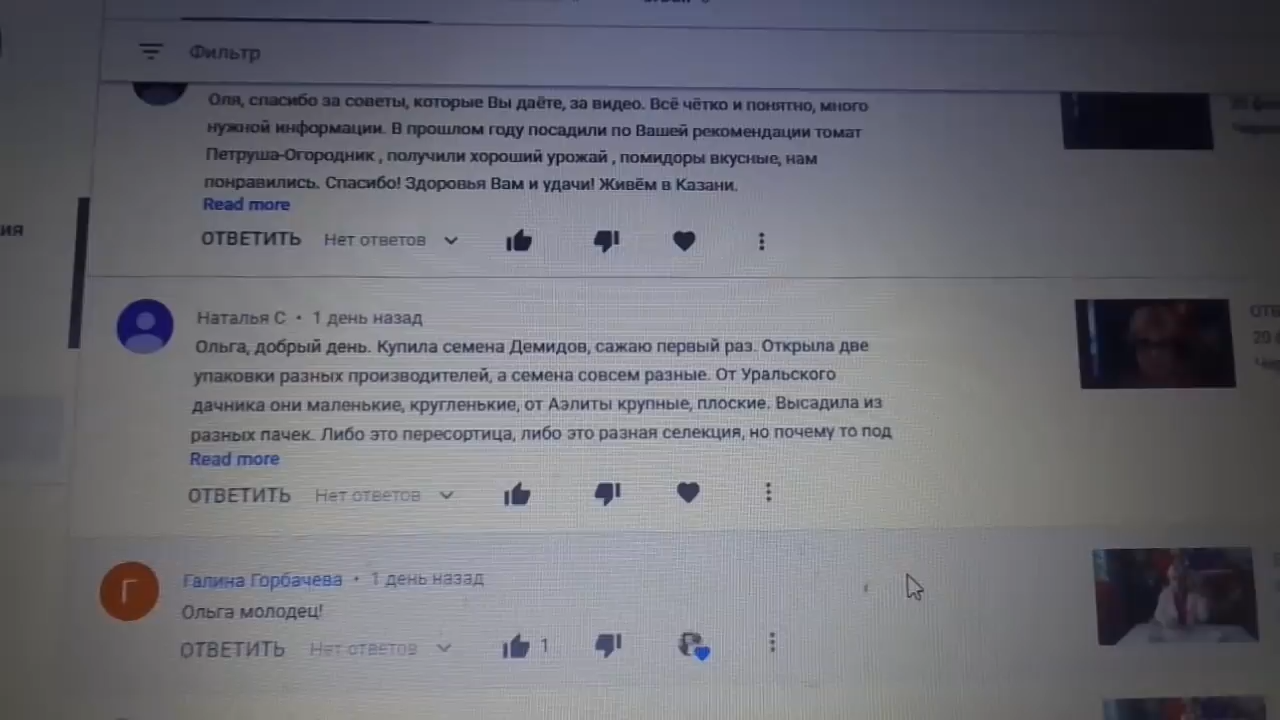 Фильтр
Оля, спасибо за советы, которые Вы даёте, за видео. Всё чётко и понятно, много
нужной информации. В прошлом году посадили по Вашей рекомендации томат
Петруша-Огородник , получили хороший урожай , помидоры вкусные, нам
понравились. Спасибо! Здоровья Вам и удачи! Живём в Казани.
Read more
ия
ОТВЕТИТЬ Нет ответов
Наталья С • 1 день назад
Ольга, добрый день. Купила семена Демидов, сажаю первый раз. Открыла две
упаковки разных производителей, а семена совсем разные. От Уральского
дачника они маленькие, кругленькие, от Аэлиты крупные, плоские. Высадила из
разных пачек. Либо это пересортица, либо это разная селекция, но почему то под
Read more
ОТВЕТИТЬ Нет ответов
Г
Галина Горбачева • 1 день назад
Ольга молодец!
ОТВЕТИТЬ Нет ответов 1